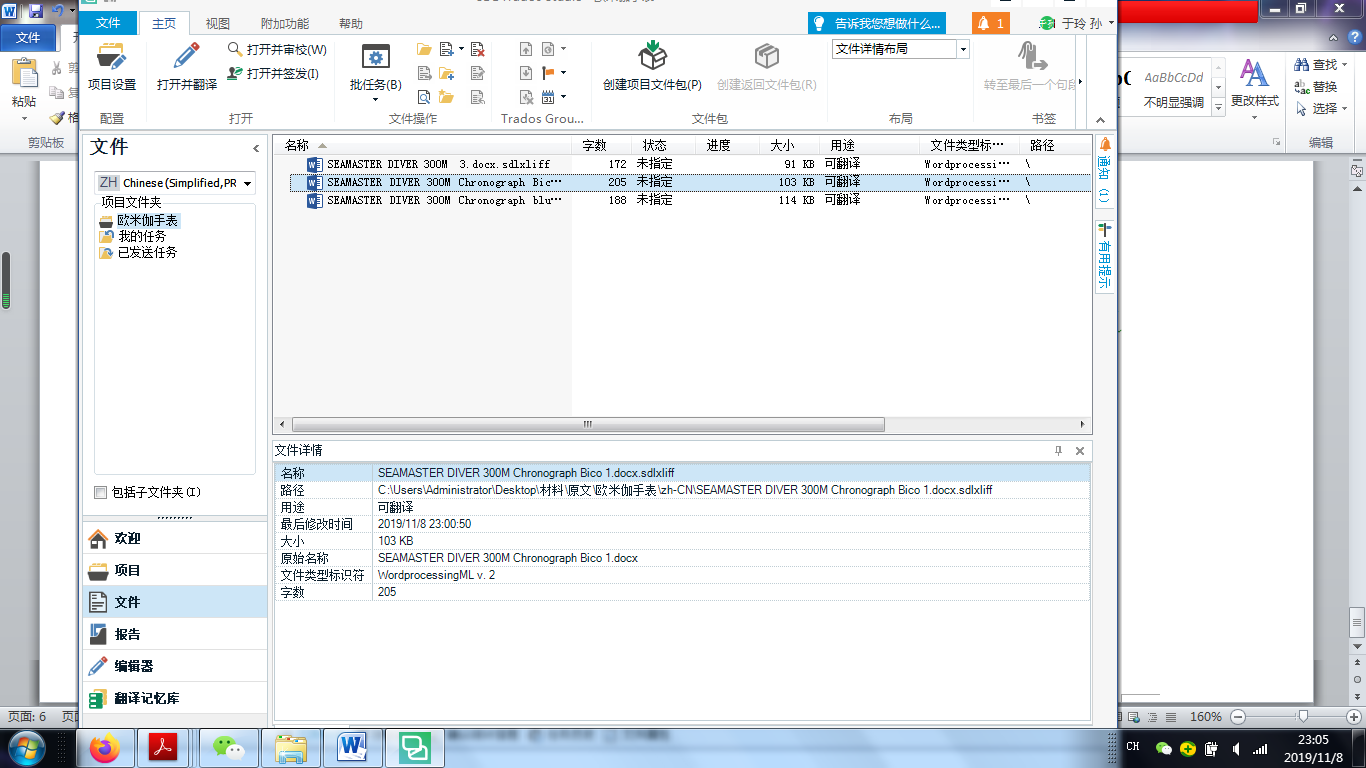 文件
主页
视图
附加功能
帮助
告诉我您想做什么...
1
于玲 孙
文件
粘贴
剪贴板
项目设置
配置
打开并翻译
打开并审校(W)
打开并签发(I)
打开
批任务(B)
文件操作
Trados Grou...
创建项目文件包(P)
创建返回文件包(R)
文件包
文件详情布局
布局
转至最后一个句段
书签
AaBbCcDd
不明显强调
更改样式
查找
替换
选择
编辑
文件
ZH Chinese (Simplified,PR
项目文件夹
欧米伽手表
我的任务
已发送任务
包括子文件夹(I)
欢迎
项目
文件
报告
编辑器
翻译记忆库
名称 字数 状态 进度 大小 用途 文件类型标… 路径
SEAMASTER DIVER 300M 3.docx.sdlxliff 172 未指定 91 KB 可翻译 Wordprocessi… \
SEAMASTER DIVER 300M Chronograph Bic… 205 未指定 103 KB 可翻译 Wordprocessi… \
SEAMASTER DIVER 300M Chronograph blu… 188 未指定 114 KB 可翻译 Wordprocessi… \
通知 (1)
有用提示
文件详情
名称 SEAMASTER DIVER 300M Chronograph Bico 1.docx.sdlxliff
路径 C:\Users\Administrator\Desktop\材料\原文\欧米伽手表\zh-CN\SEAMASTER DIVER 300M Chronograph Bico 1.docx.sdlxliff
用途 可翻译
最后修改时间 2019/11/8 23:00:50
大小 103 KB
原始名称 SEAMASTER DIVER 300M Chronograph Bico 1.docx
文件类型标识符 WordprocessingML v. 2
字数 205
页面: 6
160%
CH
23:05
2019/11/8